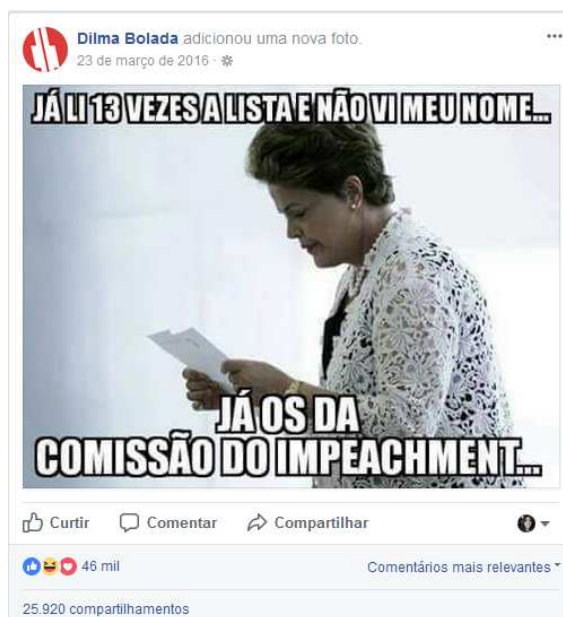 Dilma Bolada adicionou uma nova foto.
23 de março de 2016 ·
JÁ LI 13 VEZES A LISTA E NÃO VI MEU NOME...
JÁ OS DA
COMISSÃO DO IMPEACHMENT...
Curtir Comentar Compartilhar
46 mil Comentários mais relevantes
25.920 compartilhamentos